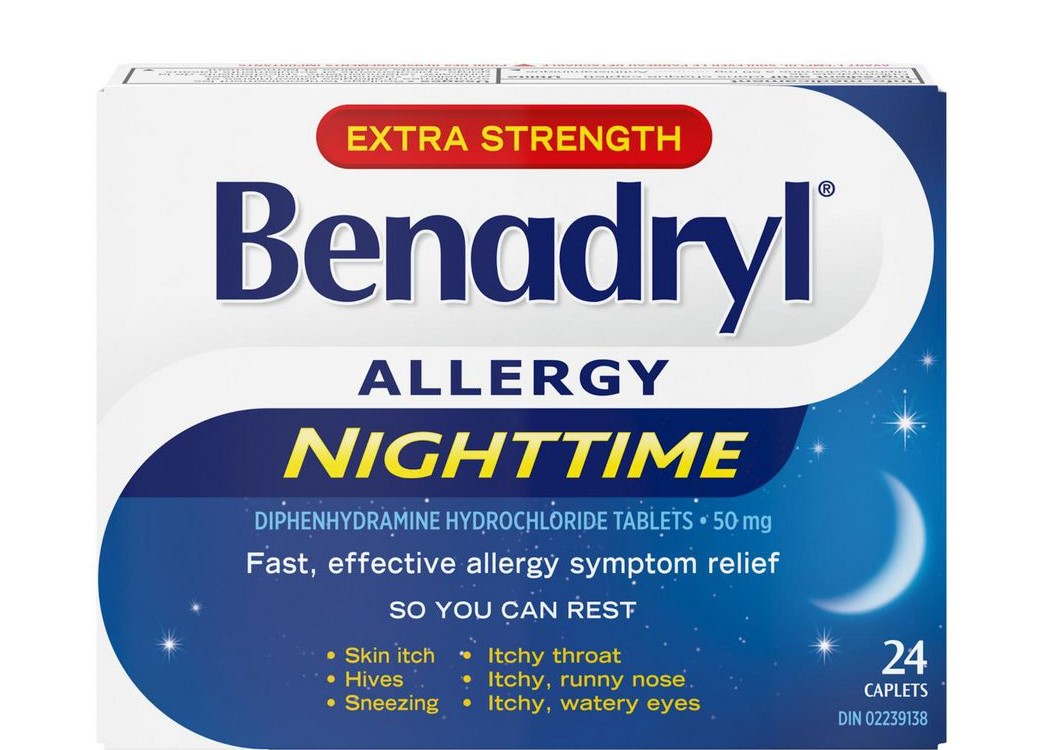 EXTRA STRENGTH
Benadryl®
ALLERGY
NIGHTTIME
DIPHENHYDRAMINE HYDROCHLORIDE TABLETS • 50 mg
Fast, effective allergy symptom relief
SO YOU CAN REST
• Skin itch • Itchy throat
• Hives • Itchy, runny nose
• Sneezing • Itchy, watery eyes
24
CAPLETS
DIN 02239138